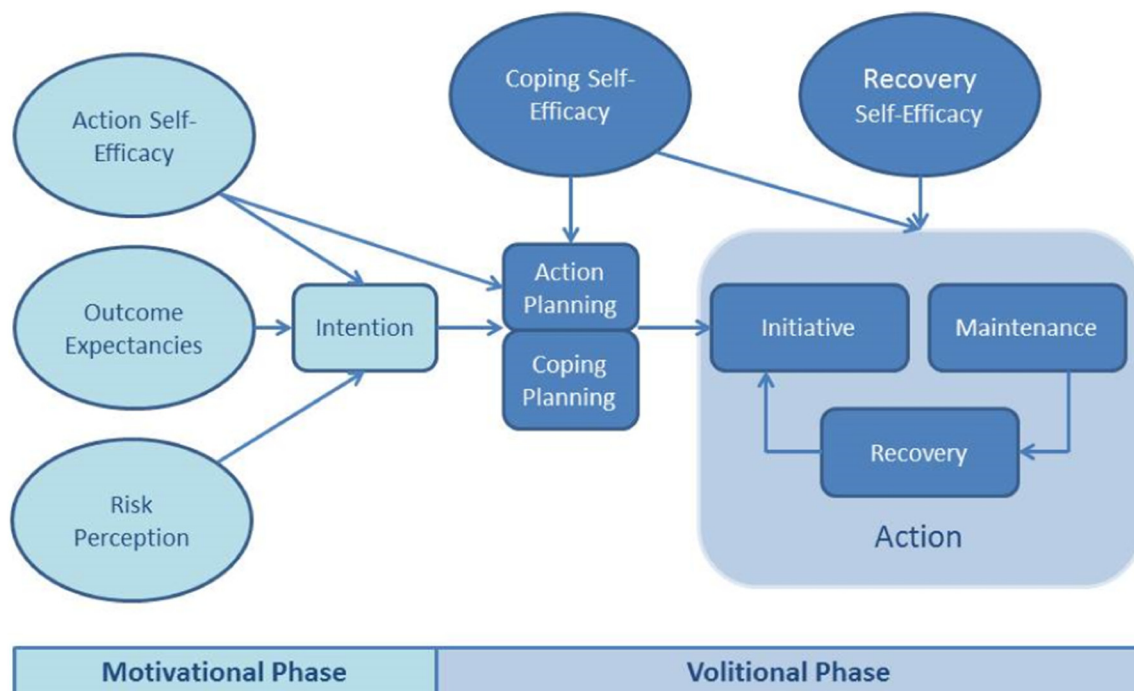 Action Self-
Efficacy
Coping Self-
Efficacy
Recovery
Self-Efficacy
Outcome
Expectancies
Intention
Action
Planning
Coping
Planning
Initiative
Maintenance
Risk
Perception
Recovery
Action
Motivational Phase
Volitional Phase